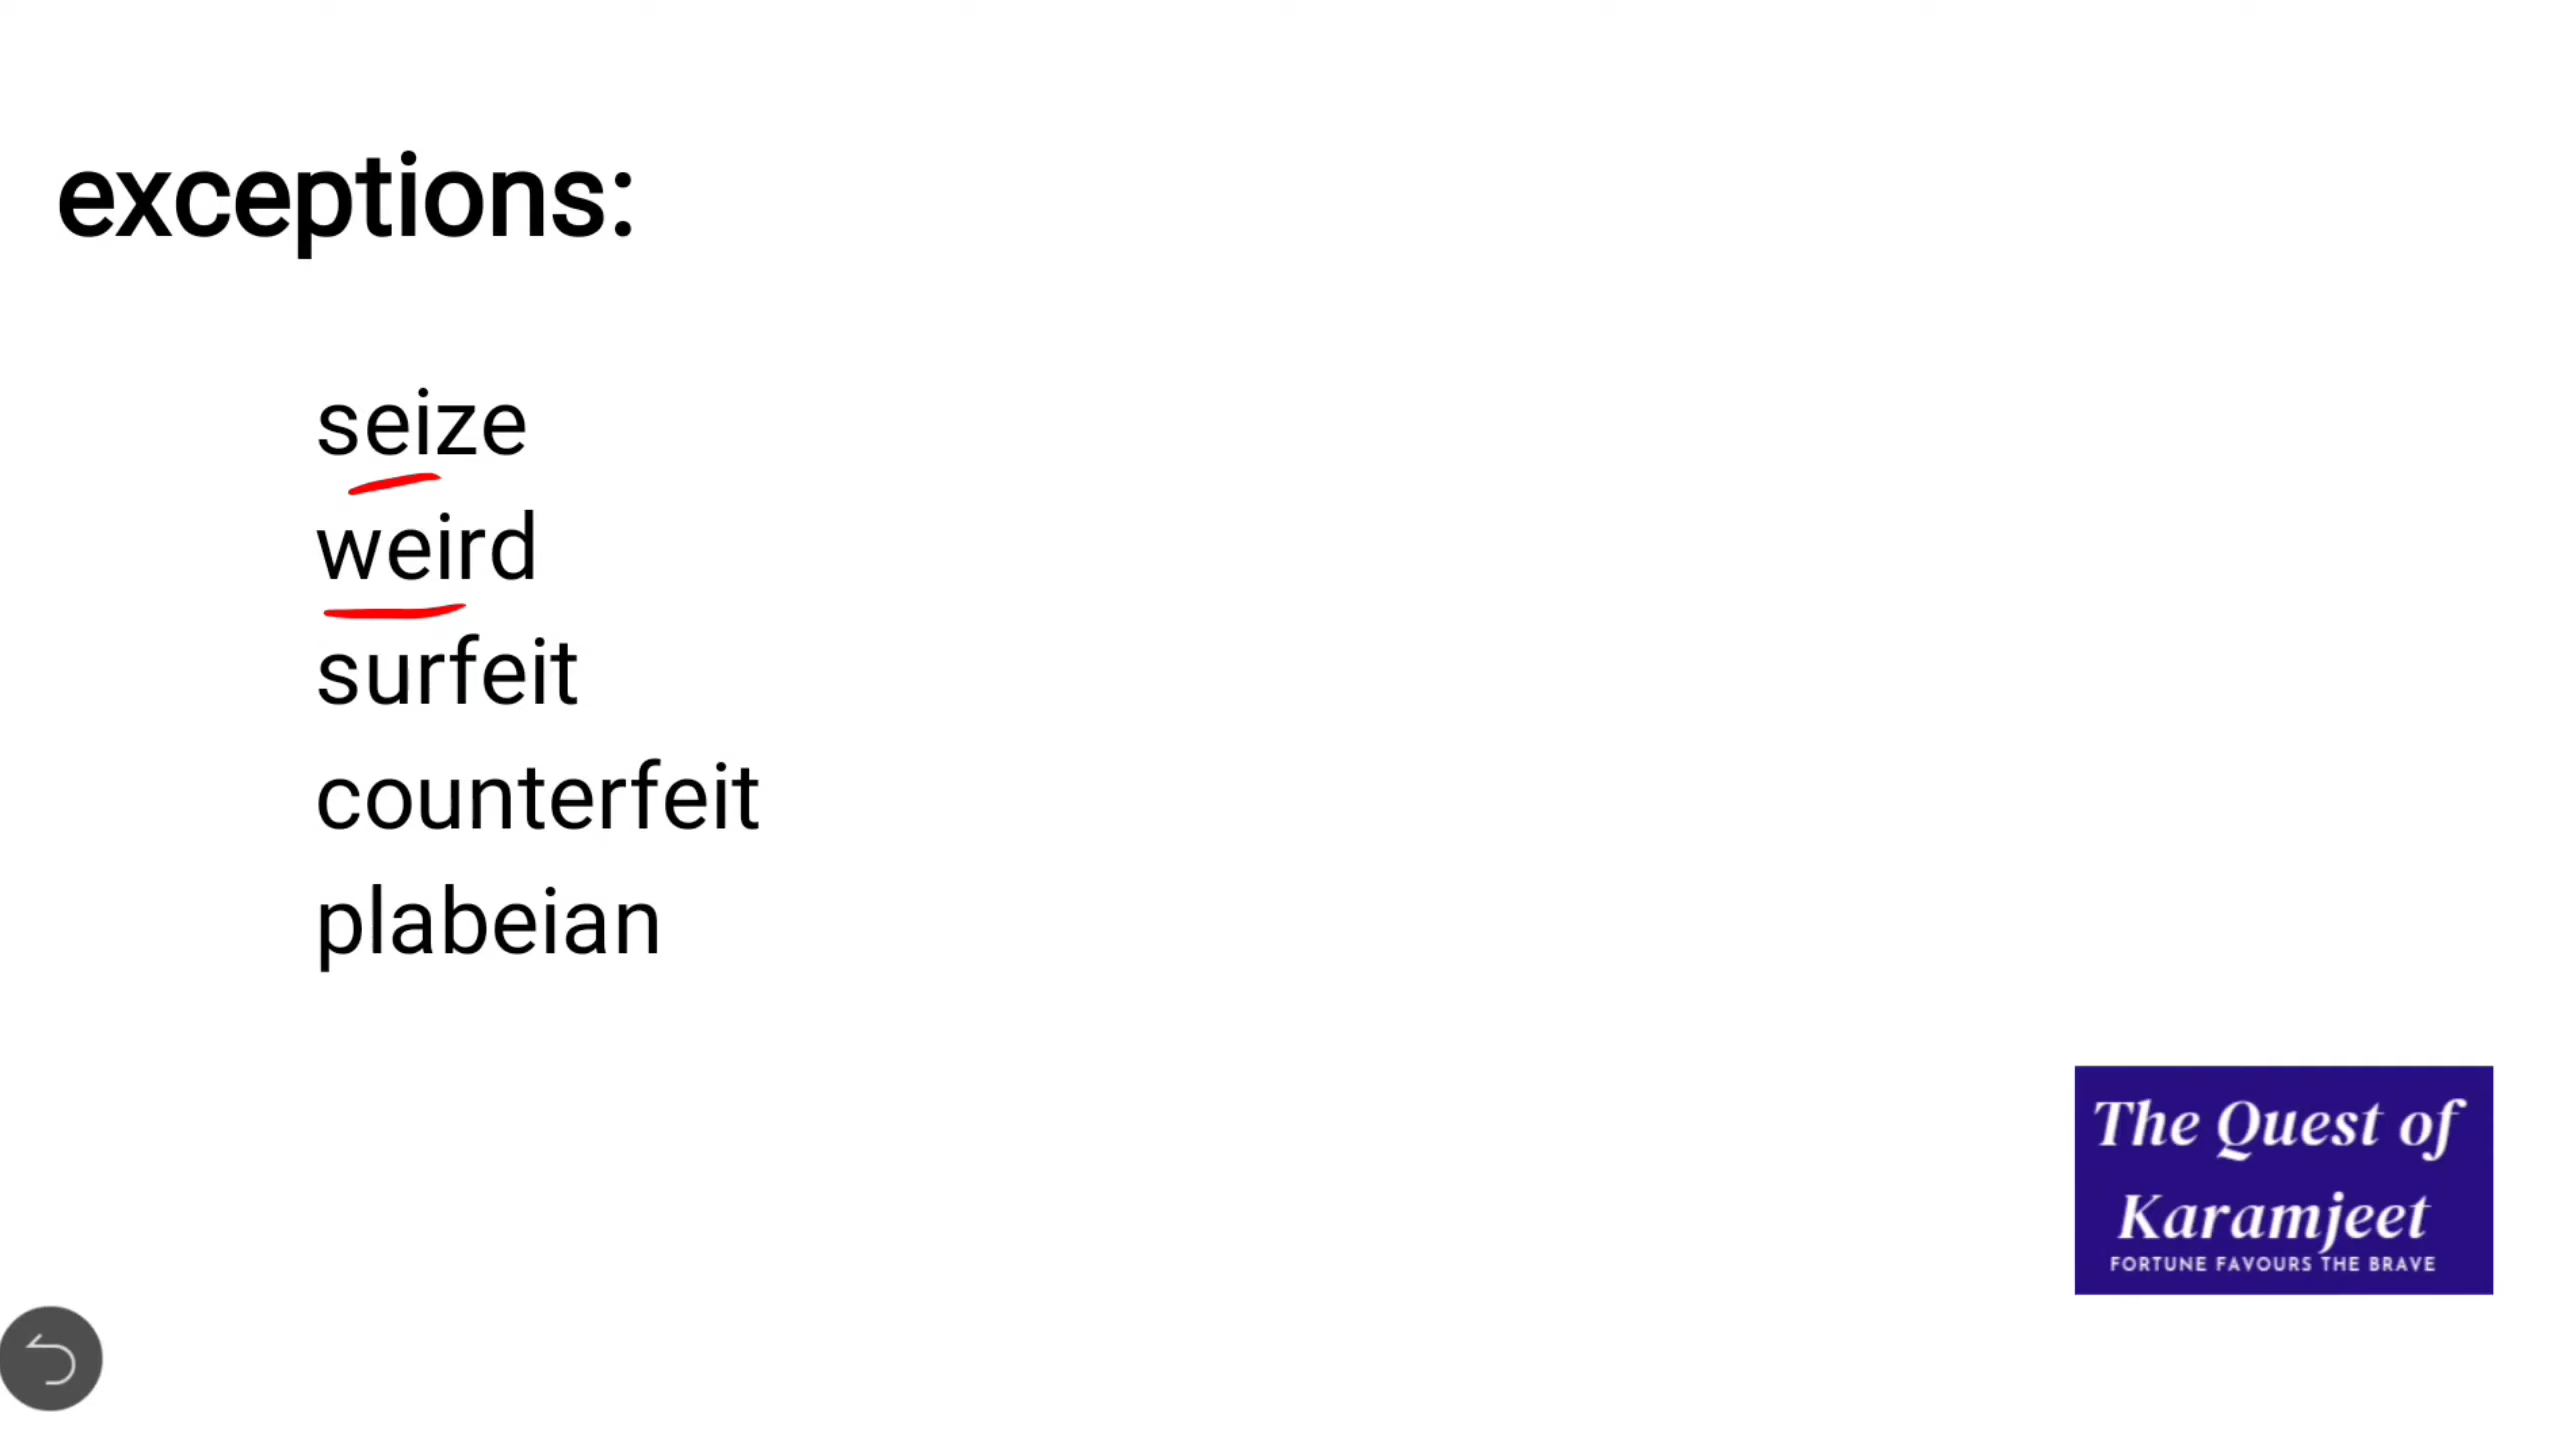 exceptions:
seize
weird
surfeit
counterfeit
plabeian
The Quest of
Karamjeet
FORTUNE FAVOURS THE BRAVE